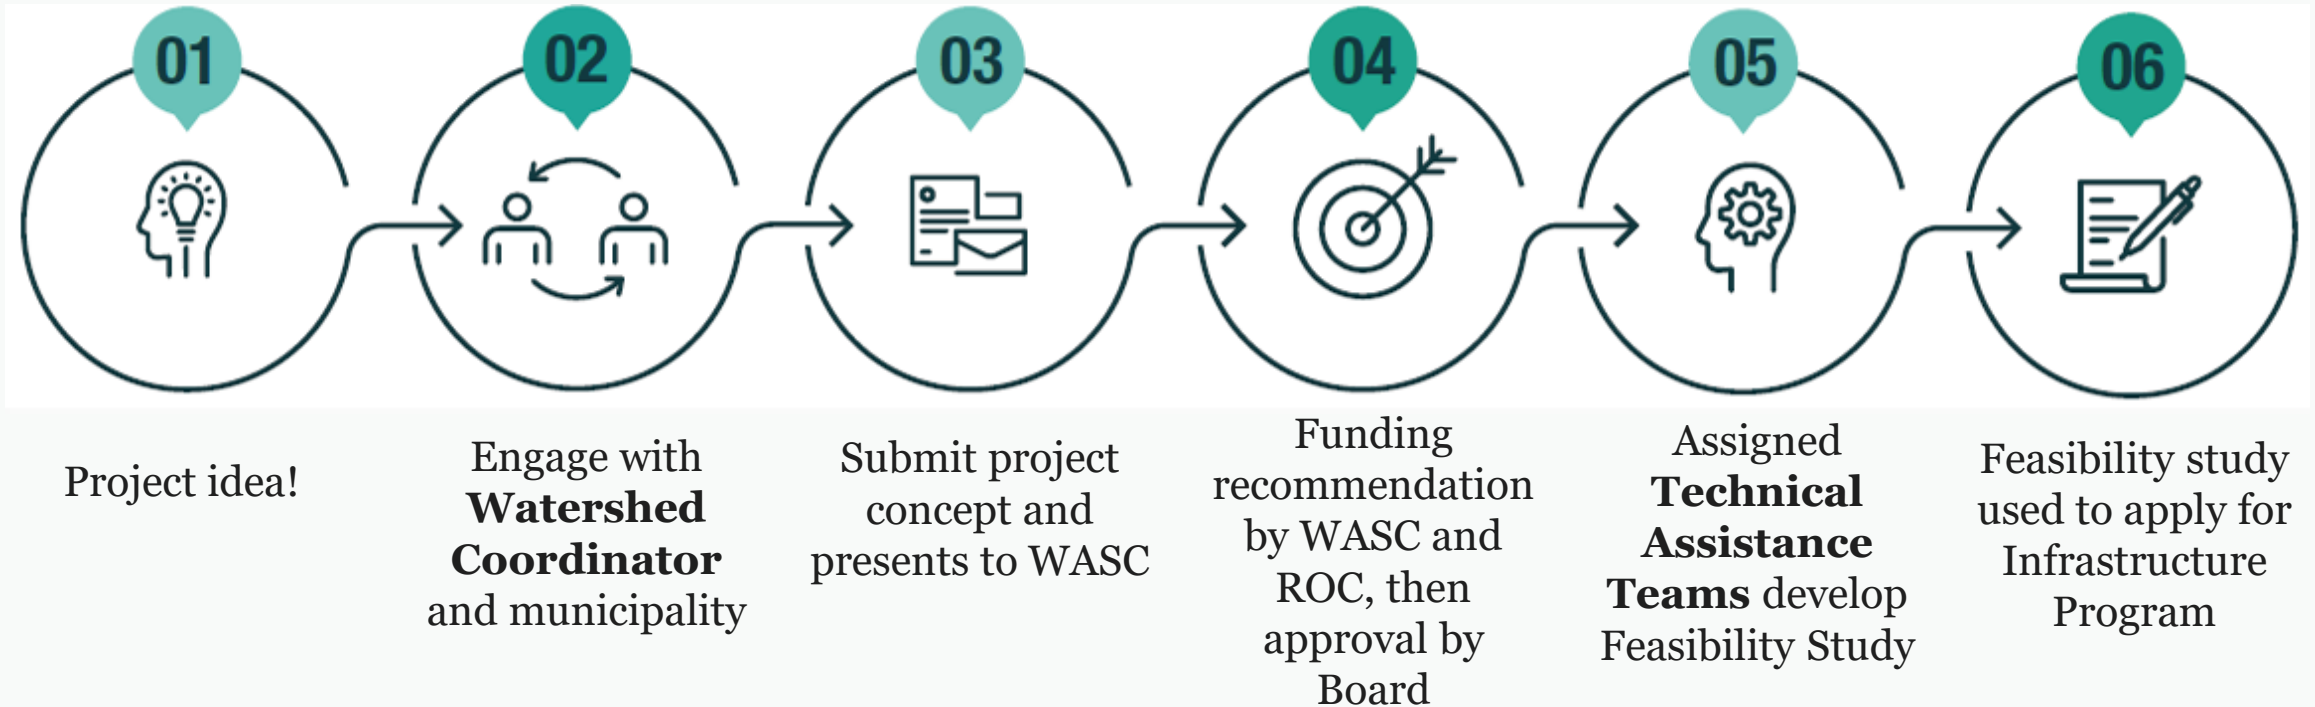 01
Project idea!
02
Engage with
Watershed
Coordinator
and municipality
03
Submit project
concept and
presents to WASC
04
Funding
recommendation
by WASC and
ROC, then
approval by
Board
05
Assigned
Technical
Assistance
Teams develop
Feasibility Study
06
Feasibility study
used to apply for
Infrastructure
Program